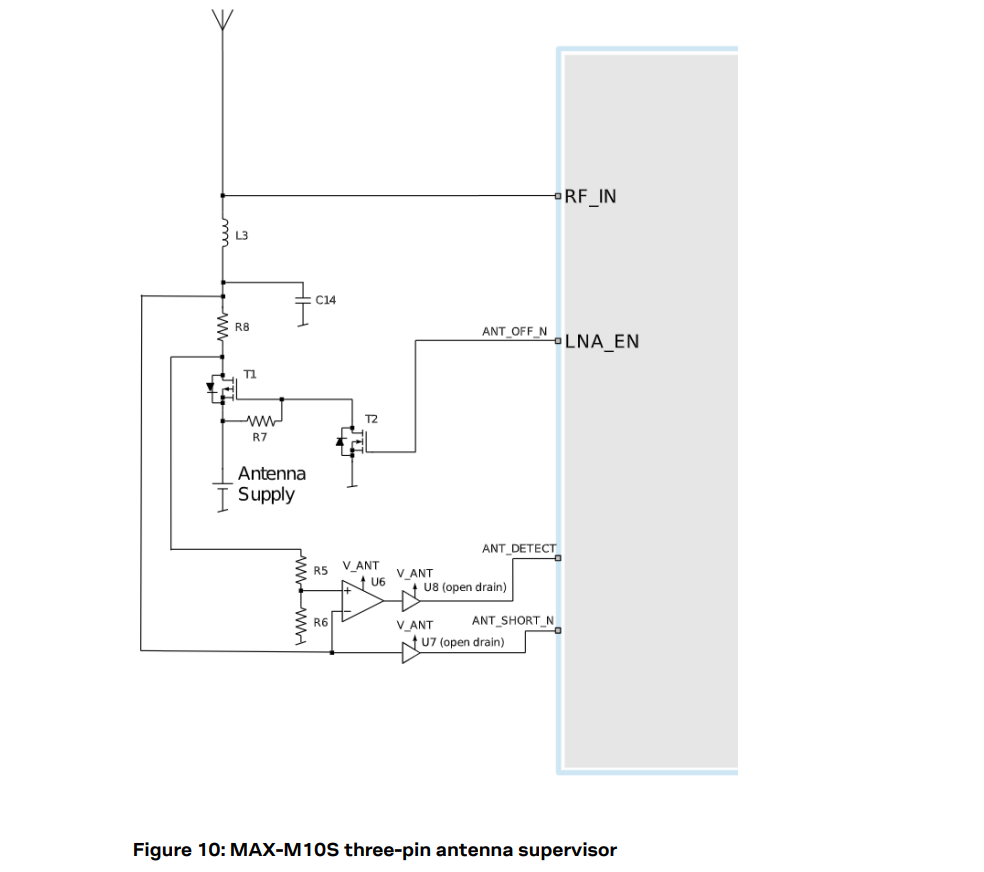 RF_IN
L3
C14
R8
ANT_OFF_N
LNA_EN
T1
T2
R7
Antenna
Supply
ANT_DETECT
V_ANT
R5
U6
V_ANT
U8 (open drain)
+
−
R6
V_ANT
ANT_SHORT_N
U7 (open drain)
Figure 10: MAX-M10S three-pin antenna supervisor